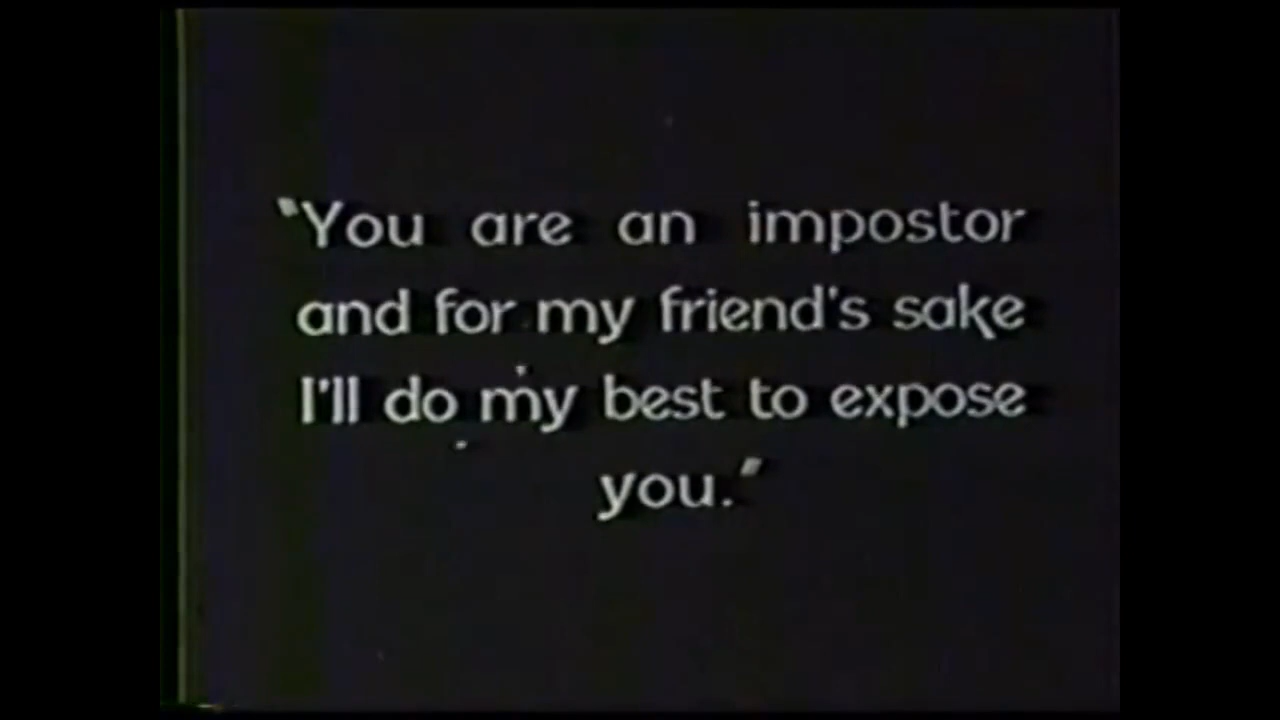 "You are an impostor
and for my friend's sake
I'll do my best to expose
you."